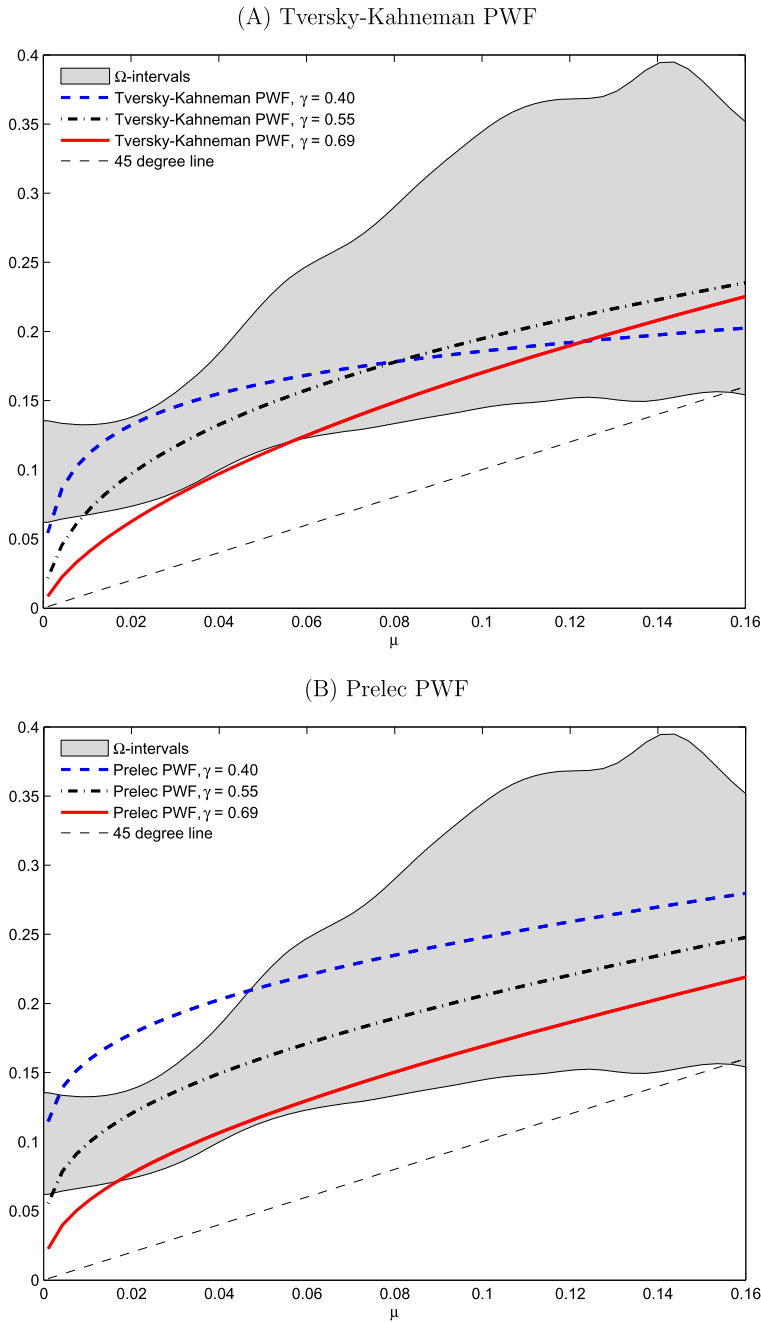 (A) Tversky-Kahneman PWF
0.4
0.35
0.3
0.25
0.2
0.15
0.1
0.05
0
Ω-intervals
Tversky-Kahneman PWF, γ = 0.40
Tversky-Kahneman PWF, γ = 0.55
Tversky-Kahneman PWF, γ = 0.69
45 degree line
0 0.02 0.04 0.06 0.08 0.1 0.12 0.14 0.16
μ
(B) Prelec PWF
0.4
0.35
0.3
0.25
0.2
0.15
0.1
0.05
0
Ω-intervals
Prelec PWF, γ = 0.40
Prelec PWF, γ = 0.55
Prelec PWF, γ = 0.69
45 degree line
0 0.02 0.04 0.06 0.08 0.1 0.12 0.14 0.16
μ